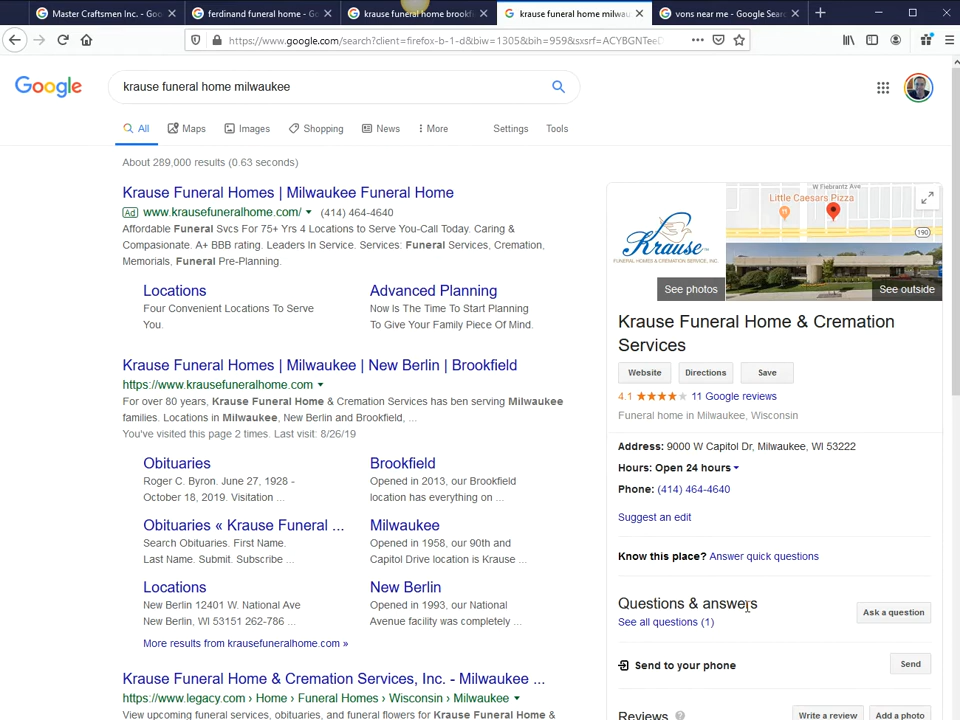 Master Craftsmen Inc. - Goo
ferdinand funeral home - Go
krause funeral home brookf
krause funeral home milwau
vons near me - Google Sear
https://www.google.com/search?client=firefox-b-1-d&biw=1305&bih=959&sxsrf=ACYBGNTeeD
Google
krause funeral home milwaukee
All
Maps
Images
Shopping
News
More
Settings
Tools
About 289,000 results (0.63 seconds)
Krause Funeral Homes | Milwaukee Funeral Home
Ad www.krausefuneralhome.com/ (414) 464-4640
Affordable Funeral Svcs For 75+ Yrs 4 Locations to Serve You-Call Today. Caring &
Compasionate. A+ BBB rating. Leaders In Service. Services: Funeral Services, Cremation,
Memorials, Funeral Pre-Planning.
Locations
Four Convenient Locations To Serve
You.
Advanced Planning
Now Is The Time To Start Planning
To Give Your Family Piece Of Mind.
Krause Funeral Homes | Milwaukee | New Berlin | Brookfield
https://www.krausefuneralhome.com
For over 80 years, Krause Funeral Home & Cremation Services has ben serving Milwaukee
families. Locations in Milwaukee, New Berlin and Brookfield, ...
You've visited this page 2 times. Last visit: 8/26/19
Obituaries
Roger C. Byron. June 27, 1928 -
October 18, 2019. Visitation ...
Brookfield
Opened in 2013, our Brookfield
location has everything on ...
Obituaries « Krause Funeral ...
Search Obituaries. First Name.
Last Name. Submit. Subscribe ...
Milwaukee
Opened in 1958, our 90th and
Capitol Drive location is Krause ...
Locations
New Berlin 12401 W. National Ave
New Berlin, WI 53151 262-786 ...
New Berlin
Opened in 1993, our National
Avenue facility was completely ...
More results from krausefuneralhome.com »
Krause Funeral Home & Cremation Services, Inc. - Milwaukee ...
https://www.legacy.com › Home › Funeral Homes › Wisconsin › Milwaukee
View upcoming funeral services, obituaries, and funeral flowers for Krause Funeral Home &
Krause
FUNERAL HOMES & CREMATION SERVICE, INC.
See photos
W Fiebrantz Ave
Little Caesars Pizza
190
See outside
Krause Funeral Home & Cremation
Services
Website
Directions
Save
4.1 11 Google reviews
Funeral home in Milwaukee, Wisconsin
Address: 9000 W Capitol Dr, Milwaukee, WI 53222
Hours: Open 24 hours
Phone: (414) 464-4640
Suggest an edit
Know this place? Answer quick questions
Questions & answers
See all questions (1)
Ask a question
Send to your phone
Send
Reviews
Write a review
Add a photo